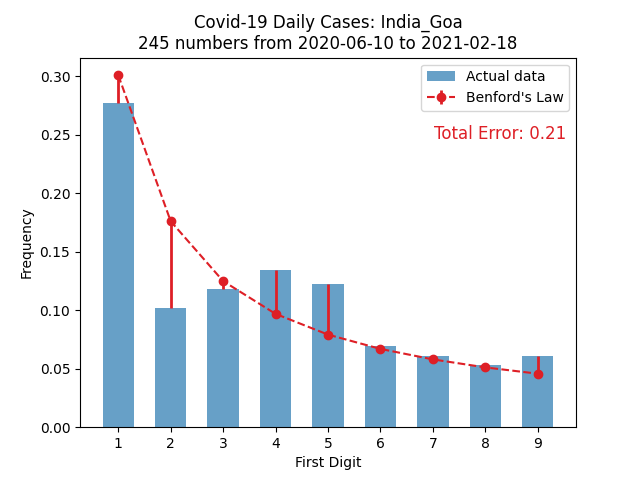 Covid-19 Daily Cases: India_Goa
245 numbers from 2020-06-10 to 2021-02-18
Actual data
Benford's Law
Total Error: 0.21
Frequency
0.30
0.25
0.20
0.15
0.10
0.05
0.00
1 2 3 4 5 6 7 8 9
First Digit